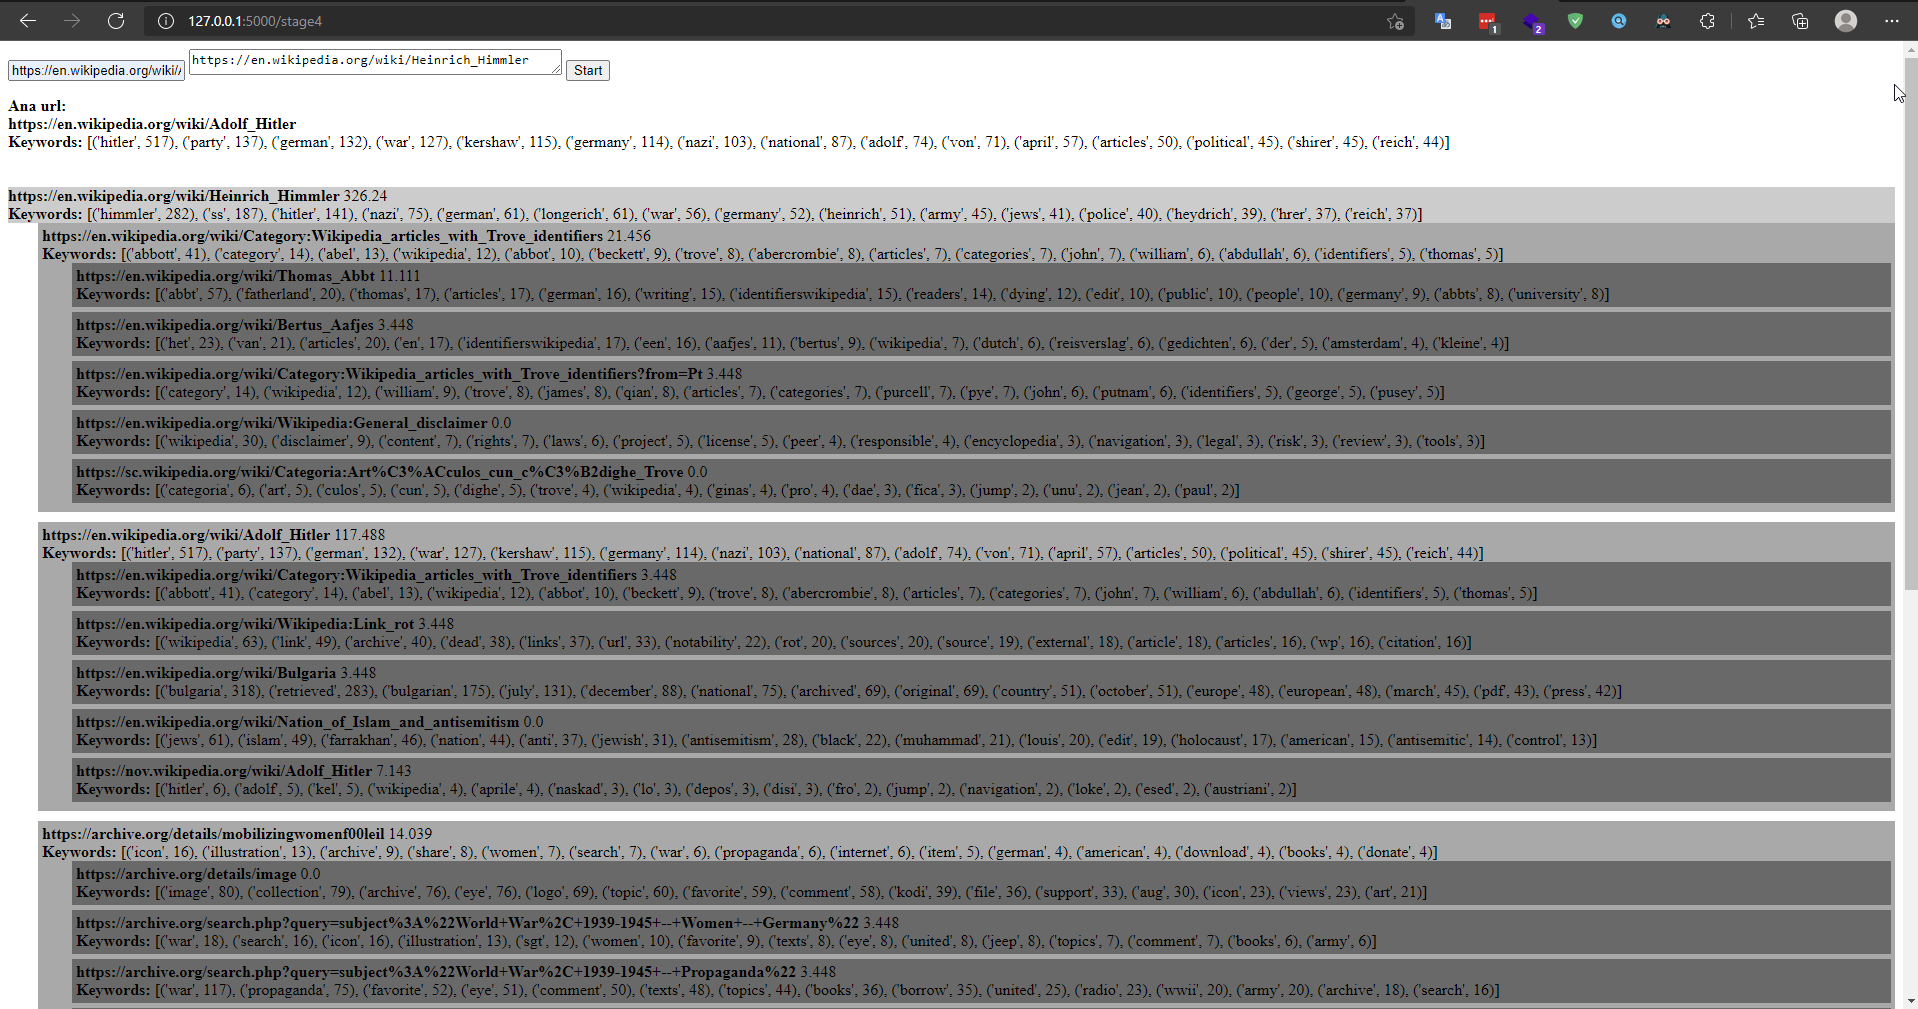 127.0.0.1:5000/stage4
1
2
https://en.wikipedia.org/wiki/A
https://en.wikipedia.org/wiki/Heinrich_Himmler
Start
Ana url:
https://en.wikipedia.org/wiki/Adolf_Hitler
Keywords: [('hitler', 517), ('party', 137), ('german', 132), ('war', 127), ('kershaw', 115), ('germany', 114), ('nazi', 103), ('national', 87), ('adolf', 74), ('von', 71), ('april', 57), ('articles', 50), ('political', 45), ('shirer', 45), ('reich', 44)]
https://en.wikipedia.org/wiki/Heinrich_Himmler 326.24
Keywords: [('himmler', 282), ('ss', 187), ('hitler', 141), ('nazi', 75), ('german', 61), ('longerich', 61), ('war', 56), ('germany', 52), ('heinrich', 51), ('army', 45), ('jews', 41), ('police', 40), ('heydrich', 39), ('hrer', 37), ('reich', 37)]
https://en.wikipedia.org/wiki/Category:Wikipedia_articles_with_Trove_identifiers 21.456
Keywords: [('abbott', 41), ('category', 14), ('abel', 13), ('wikipedia', 12), ('abbot', 10), ('beckett', 9), ('trove', 8), ('abercrombie', 8), ('articles', 7), ('categories', 7), ('john', 7), ('william', 6), ('abdullah', 6), ('identifiers', 5), ('thomas', 5)]
https://en.wikipedia.org/wiki/Thomas_Abbt 11.111
Keywords: [('abbt', 57), ('fatherland', 20), ('thomas', 17), ('articles', 17), ('german', 16), ('writing', 15), ('identifierswikipedia', 15), ('readers', 14), ('dying', 12), ('edit', 10), ('public', 10), ('people', 10), ('germany', 9), ('abbts', 8), ('university', 8)]
https://en.wikipedia.org/wiki/Bertus_Aafjes 3.448
Keywords: [('het', 23), ('van', 21), ('articles', 20), ('en', 17), ('identifierswikipedia', 17), ('een', 16), ('aafjes', 11), ('bertus', 9), ('wikipedia', 7), ('dutch', 6), ('reisverslag', 6), ('gedichten', 6), ('der', 5), ('amsterdam', 4), ('kleine', 4)]
https://en.wikipedia.org/wiki/Category:Wikipedia_articles_with_Trove_identifiers?from=Pt 3.448
Keywords: [('category', 14), ('wikipedia', 12), ('william', 9), ('trove', 8), ('james', 8), ('qian', 8), ('articles', 7), ('categories', 7), ('purcell', 7), ('pye', 7), ('john', 6), ('putnam', 6), ('identifiers', 5), ('george', 5), ('pusey', 5)]
https://en.wikipedia.org/wiki/Wikipedia:General_disclaimer 0.0
Keywords: [('wikipedia', 30), ('disclaimer', 9), ('content', 7), ('rights', 7), ('laws', 6), ('project', 5), ('license', 5), ('peer', 4), ('responsible', 4), ('encyclopedia', 3), ('navigation', 3), ('legal', 3), ('risk', 3), ('review', 3), ('tools', 3)]
https://sc.wikipedia.org/wiki/Categoria:Art%C3%ACculos_cun_c%C3%B2dighe_Trove 0.0
Keywords: [('categoria', 6), ('art', 5), ('culos', 5), ('cun', 5), ('dighe', 5), ('trove', 4), ('wikipedia', 4), ('ginas', 4), ('pro', 4), ('dae', 3), ('fica', 3), ('jump', 2), ('unu', 2), ('jean', 2), ('paul', 2)]
https://en.wikipedia.org/wiki/Adolf_Hitler 117.488
Keywords: [('hitler', 517), ('party', 137), ('german', 132), ('war', 127), ('kershaw', 115), ('germany', 114), ('nazi', 103), ('national', 87), ('adolf', 74), ('von', 71), ('april', 57), ('articles', 50), ('political', 45), ('shirer', 45), ('reich', 44)]
https://en.wikipedia.org/wiki/Category:Wikipedia_articles_with_Trove_identifiers 3.448
Keywords: [('abbott', 41), ('category', 14), ('abel', 13), ('wikipedia', 12), ('abbot', 10), ('beckett', 9), ('trove', 8), ('abercrombie', 8), ('articles', 7), ('categories', 7), ('john', 7), ('william', 6), ('abdullah', 6), ('identifiers', 5), ('thomas', 5)]
https://en.wikipedia.org/wiki/Wikipedia:Link_rot 3.448
Keywords: [('wikipedia', 63), ('link', 49), ('archive', 40), ('dead', 38), ('links', 37), ('url', 33), ('notability', 22), ('rot', 20), ('sources', 20), ('source', 19), ('external', 18), ('article', 18), ('articles', 16), ('wp', 16), ('citation', 16)]
https://en.wikipedia.org/wiki/Bulgaria 3.448
Keywords: [('bulgaria', 318), ('retrieved', 283), ('bulgarian', 175), ('july', 131), ('december', 88), ('national', 75), ('archived', 69), ('original', 69), ('country', 51), ('october', 51), ('europe', 48), ('european', 48), ('march', 45), ('pdf', 43), ('press', 42)]
https://en.wikipedia.org/wiki/Nation_of_Islam_and_antisemitism 0.0
Keywords: [('jews', 61), ('islam', 49), ('farrakhan', 46), ('nation', 44), ('anti', 37), ('jewish', 31), ('antisemitism', 28), ('black', 22), ('muhammad', 21), ('louis', 20), ('edit', 19), ('holocaust', 17), ('american', 15), ('antisemitic', 14), ('control', 13)]
https://nov.wikipedia.org/wiki/Adolf_Hitler 7.143
Keywords: [('hitler', 6), ('adolf', 5), ('kel', 5), ('wikipedia', 4), ('aprile', 4), ('naskad', 3), ('lo', 3), ('depos', 3), ('disi', 3), ('fro', 2), ('jump', 2), ('navigation', 2), ('loke', 2), ('esed', 2), ('austriani', 2)]
https://archive.org/details/mobilizingwomenf00leil 14.039
Keywords: [('icon', 16), ('illustration', 13), ('archive', 9), ('share', 8), ('women', 7), ('search', 7), ('war', 6), ('propaganda', 6), ('internet', 6), ('item', 5), ('german', 4), ('american', 4), ('download', 4), ('books', 4), ('donate', 4)]
https://archive.org/details/image 0.0
Keywords: [('image', 80), ('collection', 79), ('archive', 76), ('eye', 76), ('logo', 69), ('topic', 60), ('favorite', 59), ('comment', 58), ('kodi', 39), ('file', 36), ('support', 33), ('aug', 30), ('icon', 23), ('views', 23), ('art', 21)]
https://archive.org/search.php?query=subject%3A%22World+War%2C+1939-1945+--+Women+--+Germany%22 3.448
Keywords: [('war', 18), ('search', 16), ('icon', 16), ('illustration', 13), ('sgt', 12), ('women', 10), ('favorite', 9), ('texts', 8), ('eye', 8), ('united', 8), ('jeep', 8), ('topics', 7), ('comment', 7), ('books', 6), ('army', 6)]
https://archive.org/search.php?query=subject%3A%22World+War%2C+1939-1945+--+Propaganda%22 3.448
Keywords: [('war', 117), ('propaganda', 75), ('favorite', 52), ('eye', 51), ('comment', 50), ('texts', 48), ('topics', 44), ('books', 36), ('borrow', 35), ('united', 25), ('radio', 23), ('wwii', 20), ('army', 20), ('archive', 18), ('search', 16)]